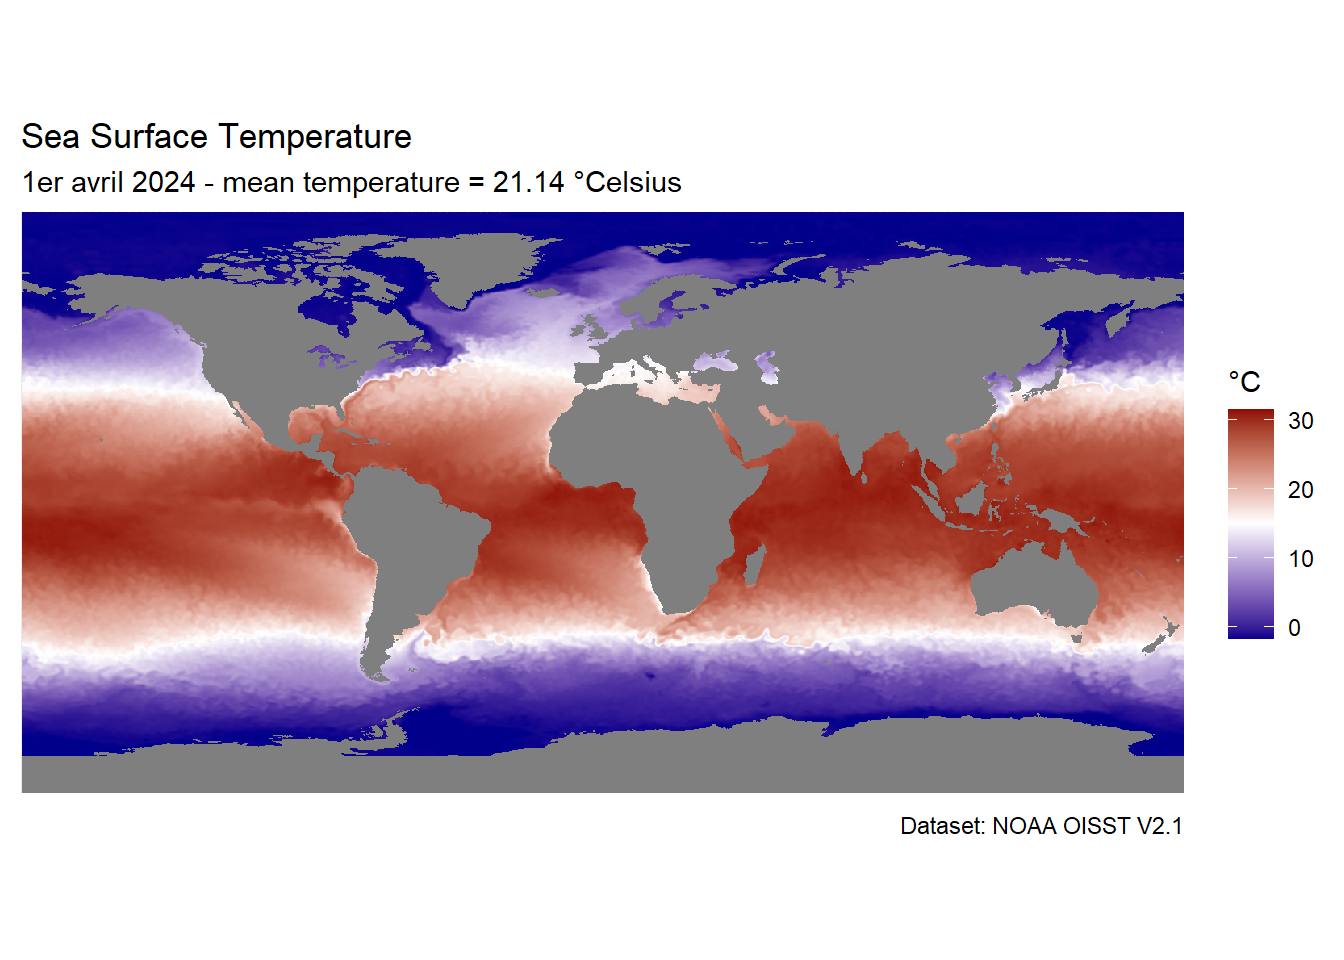 Sea Surface Temperature
1er avril 2024 - mean temperature = 21.14 °Celsius
°C
30
20
10
0
Dataset: NOAA OISST V2.1